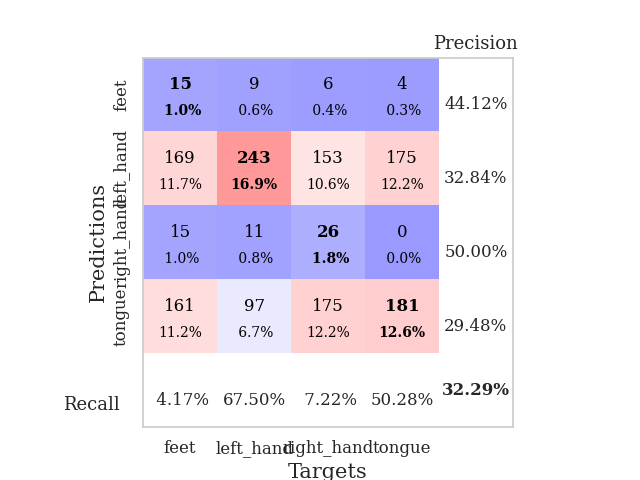 Precision
feet 15 9 6 4 44.12%
1.0% 0.6% 0.4% 0.3%
left_hand 169 243 153 175 32.84%
11.7% 16.9% 10.6% 12.2%
right_hand 15 11 26 0 50.00%
1.0% 0.8% 1.8% 0.0%
tongue 161 97 175 181 29.48%
11.2% 6.7% 12.2% 12.6%
Predictions
Recall 4.17% 67.50% 7.22% 50.28% 32.29%
feet left_hand right_hand tongue
Targets